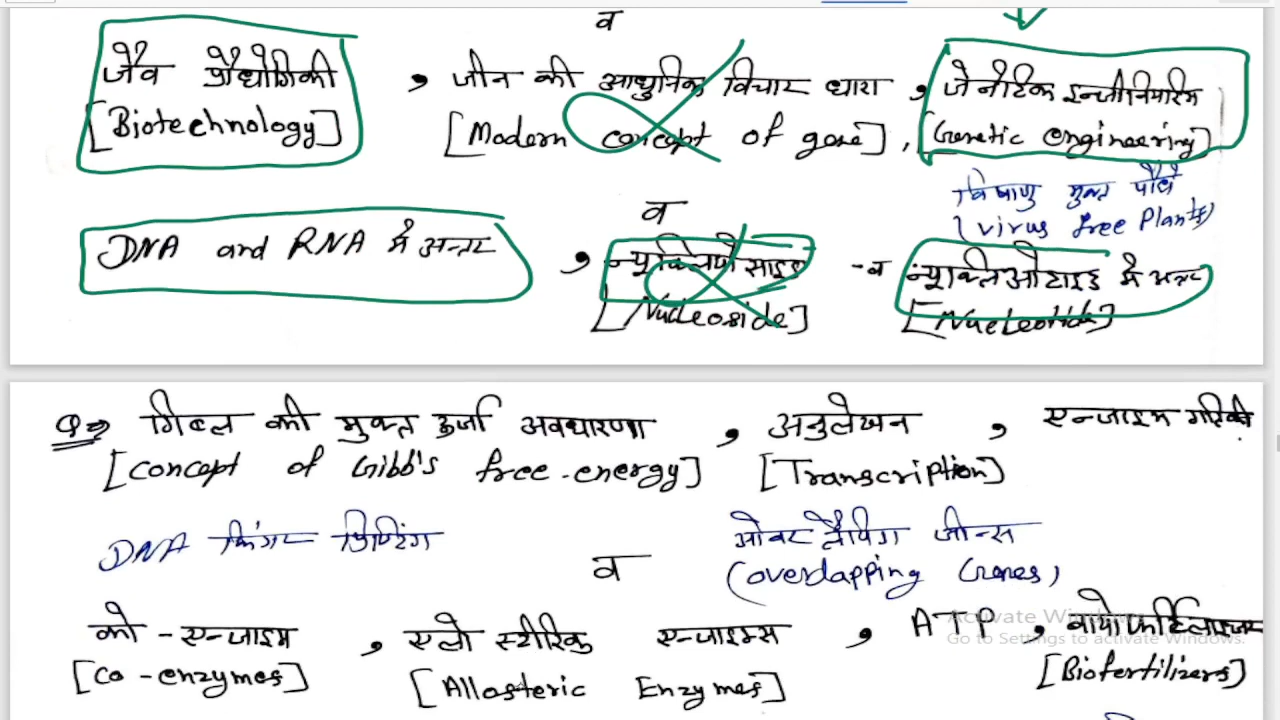 व
जैव प्रौद्योगिकी , जीन की आधुनिक विचार धारा , जेनेटिक इन्जीनियरिंग
[Biotechnology] [Modern concept of gene] , [Genetic engineering]
विषाणु मुक्त पौधे
(virus free Plants)
व
DNA and RNA में अन्तर , न्यूक्लिओसाइड - व न्यूक्लिओटाइड में अन्तर
[Nucleoside] [Nucleotide]
Q⇒ गिब्स की मुक्त ऊर्जा अवधारणा , अनुलेखन , एन्जाइम गतिकी
[concept of Gibb's free-energy] [Transcription]
DNA फिंगर प्रिंटिंग ओवर लैपिंग जीन्स
व (overlapping Genes)
को-एन्जाइम , एलो स्टीरिक एन्जाइम्स , ATP , बायोफर्टिलाइजर
[Co-enzymes] [Allosteric Enzymes] [Biofertilizers]
Activate Windows
Go to Settings to activate Windows.